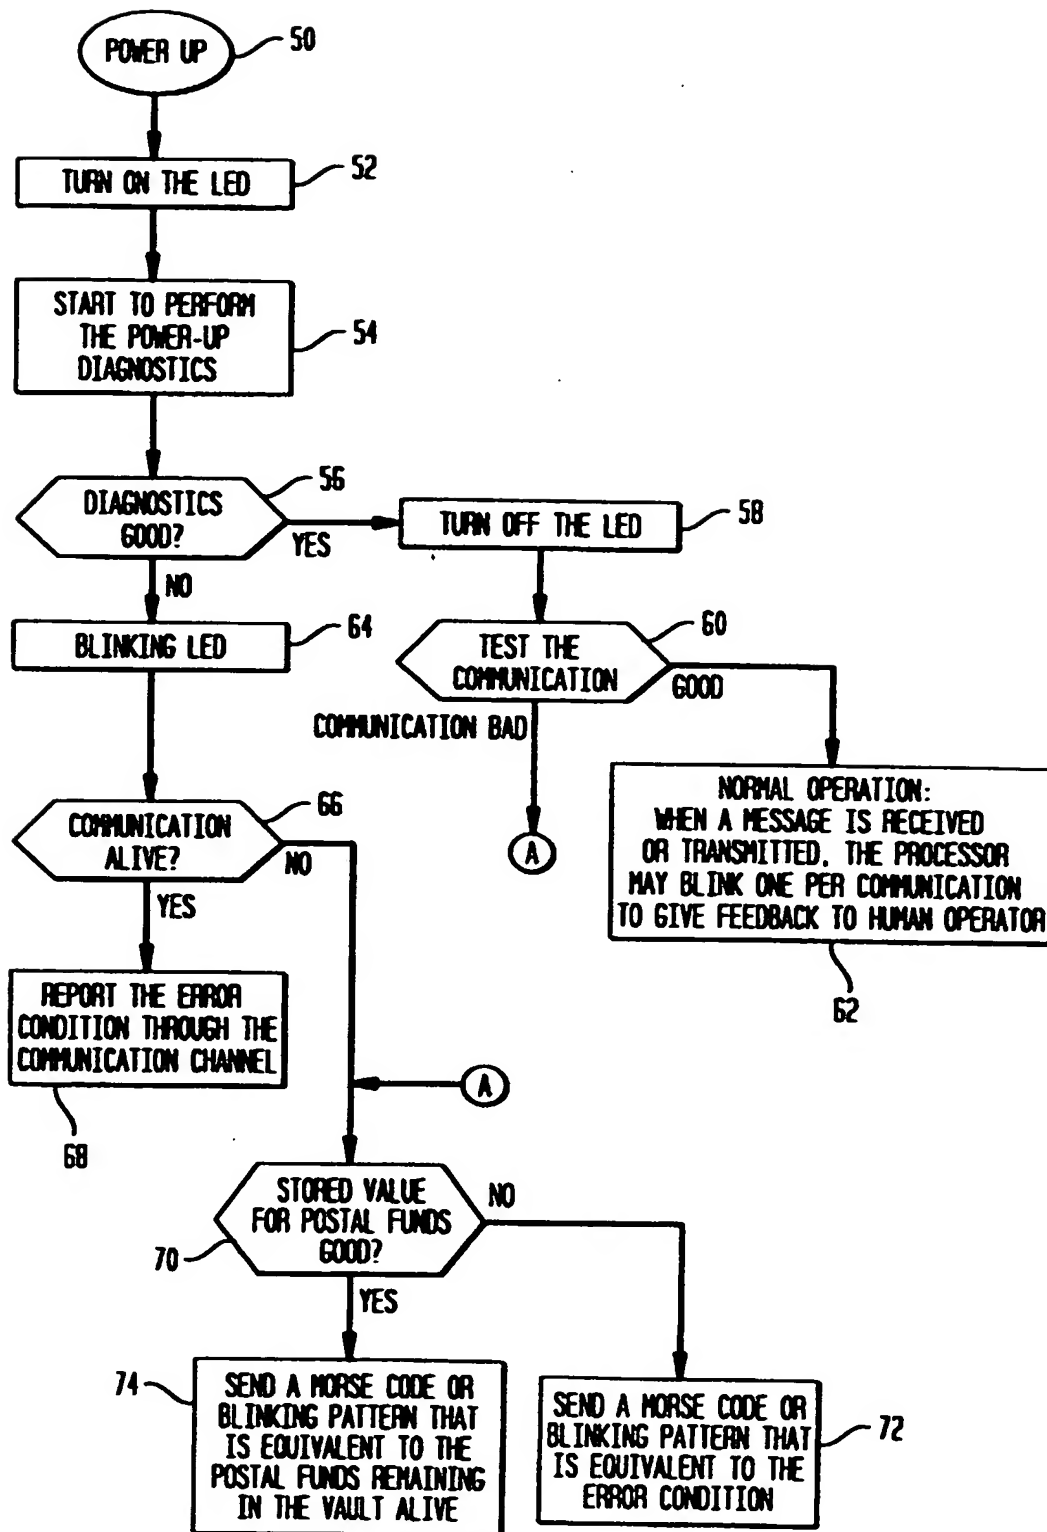 POWER UP
50
TURN ON THE LED
52
START TO PERFORM
THE POWER-UP
DIAGNOSTICS
54
DIAGNOSTICS
GOOD?
56
YES
NO
TURN OFF THE LED
58
BLINKING LED
64
TEST THE
COMMUNICATION
60
GOOD
COMMUNICATION BAD
A
NORMAL OPERATION:
WHEN A MESSAGE IS RECEIVED
OR TRANSMITTED, THE PROCESSOR
MAY BLINK ONE PER COMMUNICATION
TO GIVE FEEDBACK TO HUMAN OPERATOR
62
COMMUNICATION
ALIVE?
66
NO
YES
REPORT THE ERROR
CONDITION THROUGH THE
COMMUNICATION CHANNEL
68
A
STORED VALUE
FOR POSTAL FUNDS
GOOD?
70
NO
YES
74
SEND A MORSE CODE OR
BLINKING PATTERN THAT
IS EQUIVALENT TO THE
POSTAL FUNDS REMAINING
IN THE VAULT ALIVE
SEND A MORSE CODE OR
BLINKING PATTERN THAT
IS EQUIVALENT TO THE
ERROR CONDITION
72